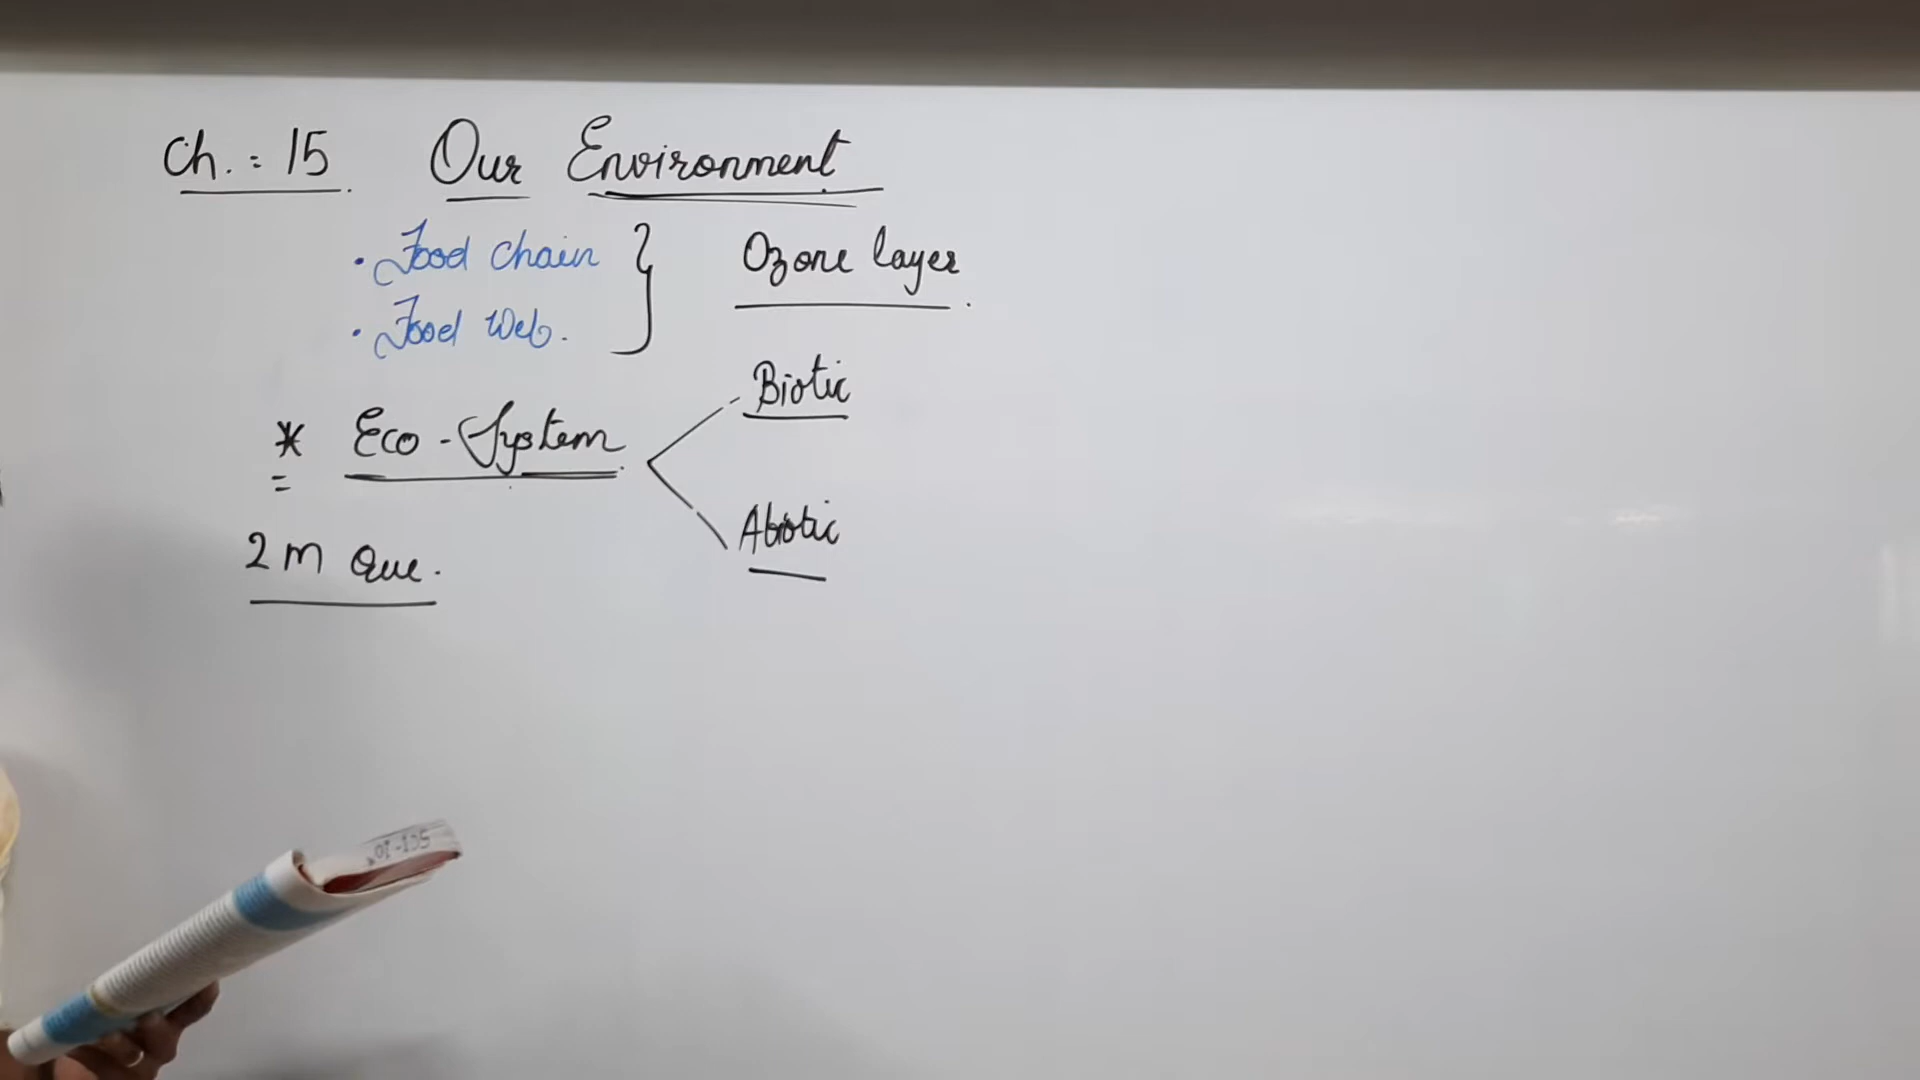 Ch. : 15 Our Environment
• Food chain } Ozone layer.
• Food Web.
Biotic
* Eco - System
Abiotic
2 m Que.
SCI-10